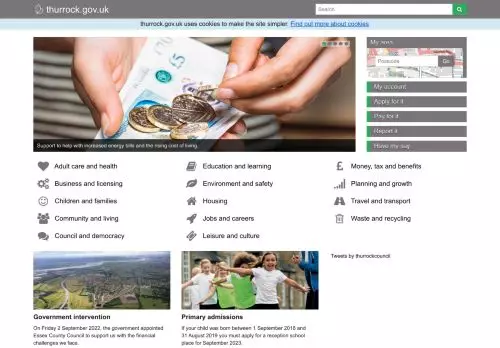 thurrock.gov.uk
Search
thurrock.gov.uk uses cookies to make the site simpler. Find out more about cookies
My area
Postcode
Go
My account
Apply for it
Pay for it
Report it
Have my say
Support to help with increased energy bills and the rising cost of living.
Adult care and health
Education and learning
Money, tax and benefits
Business and licensing
Environment and safety
Planning and growth
Children and families
Housing
Travel and transport
Community and living
Jobs and careers
Waste and recycling
Council and democracy
Leisure and culture
Tweets by thurrockcouncil
Government intervention
On Friday 2 September 2022, the government appointed
Essex County Council to support us with the financial
challenges we face.
Primary admissions
If your child was born between 1 September 2018 and
31 August 2019 you must apply for a reception school
place for September 2023.